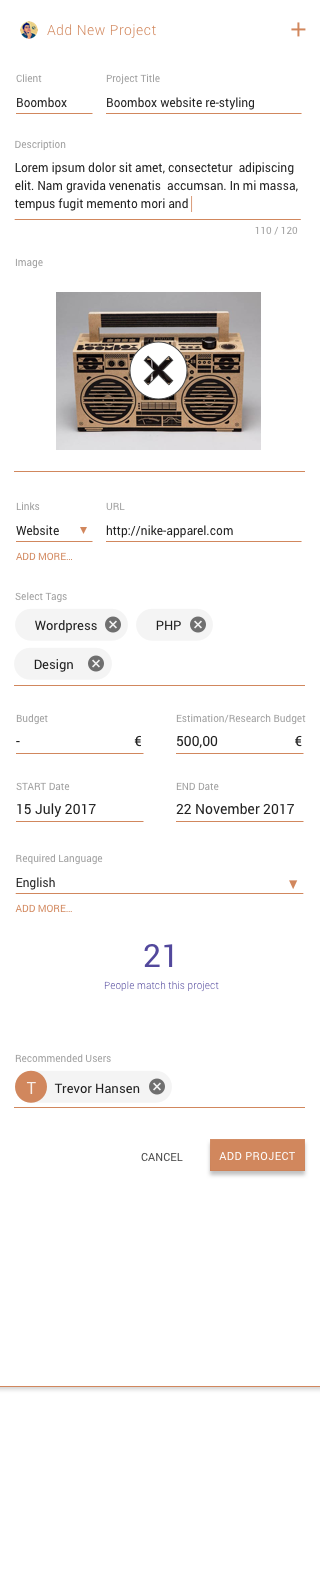 Add New Project
Client Project Title
Boombox Boombox website re-styling
Description
Lorem ipsum dolor sit amet, consectetur adipiscing
elit. Nam gravida venenatis accumsan. In mi massa,
tempus fugit memento mori and
110 / 120
Image
Links URL
Website http://nike-apparel.com
ADD MORE...
Select Tags
Wordpress PHP
Design
Budget Estimation/Research Budget
- € 500,00 €
START Date END Date
15 July 2017 22 November 2017
Required Language
English
ADD MORE...
21
People match this project
Recommended Users
T Trevor Hansen
CANCEL ADD PROJECT